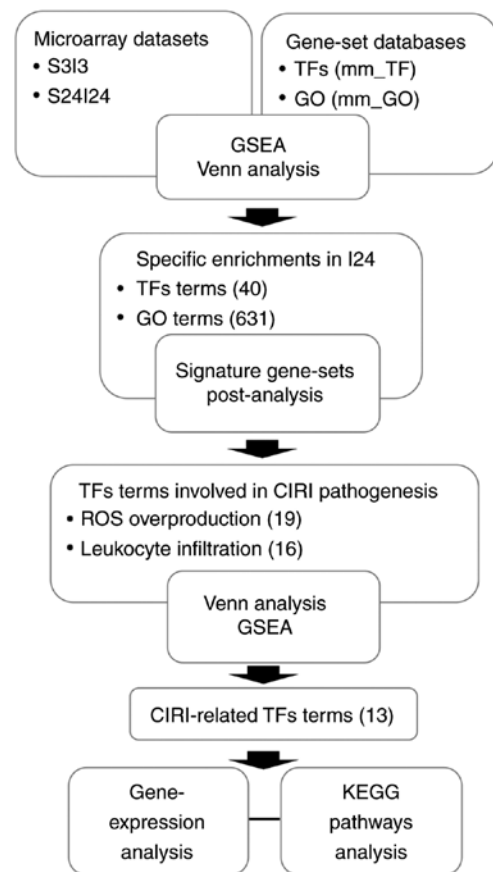 Microarray datasets
• S3I3
• S24I24
Gene-set databases
• TFs (mm_TF)
• GO (mm_GO)
GSEA
Venn analysis
Specific enrichments in I24
• TFs terms (40)
• GO terms (631)
Signature gene-sets
post-analysis
TFs terms involved in CIRI pathogenesis
• ROS overproduction (19)
• Leukocyte infiltration (16)
Venn analysis
GSEA
CIRI-related TFs terms (13)
Gene-
expression
analysis
KEGG
pathways
analysis